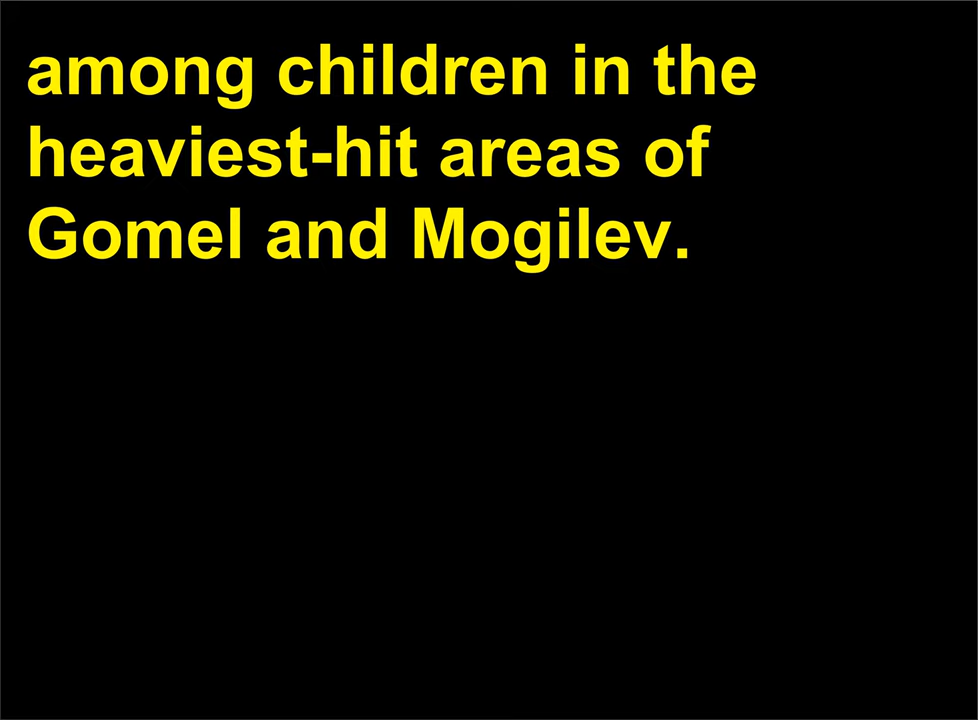 among children in the
heaviest-hit areas of
Gomel and Mogilev.